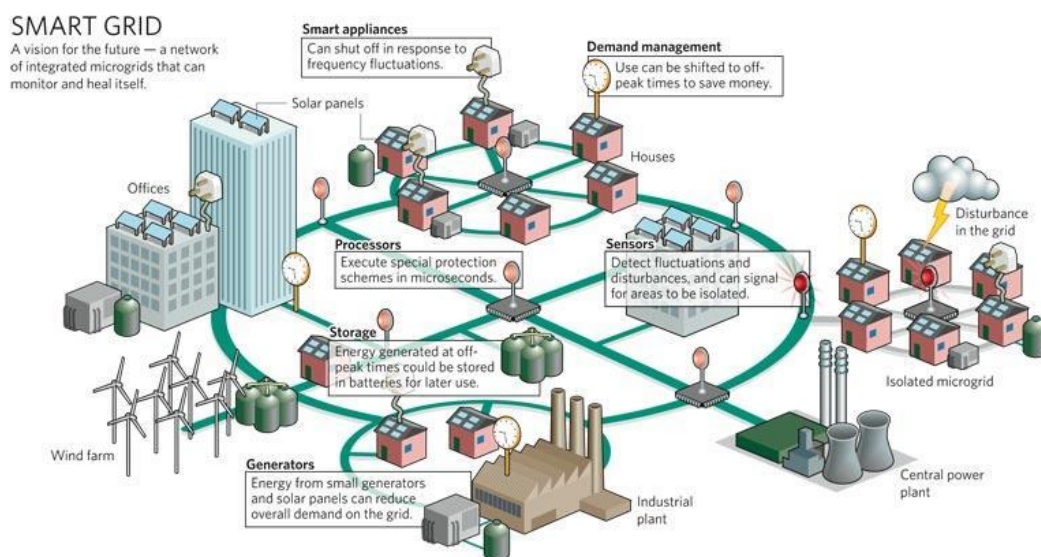 SMART GRID
A vision for the future — a network
of integrated microgrids that can
monitor and heal itself.
Smart appliances
Can shut off in response to
frequency fluctuations.
Demand management
Use can be shifted to off-
peak times to save money.
Solar panels
Houses
Offices
Disturbance
in the grid
Processors
Execute special protection
schemes in microseconds.
Sensors
Detect fluctuations and
disturbances, and can signal
for areas to be isolated.
Storage
Energy generated at off-
peak times could be stored
in batteries for later use.
Isolated microgrid
Wind farm
Generators
Energy from small generators
and solar panels can reduce
overall demand on the grid.
Industrial
plant
Central power
plant